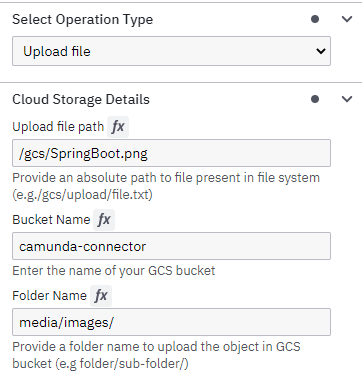 Select Operation Type
Upload file
Cloud Storage Details
Upload file path fx
/gcs/SpringBoot.png
Provide an absolute path to file present in file system
(e.g./gcs/upload/file.txt)
Bucket Name fx
camunda-connector
Enter the name of your GCS bucket
Folder Name fx
media/images/
Provide a folder name to upload the object in GCS
bucket (e.g folder/sub-folder/)